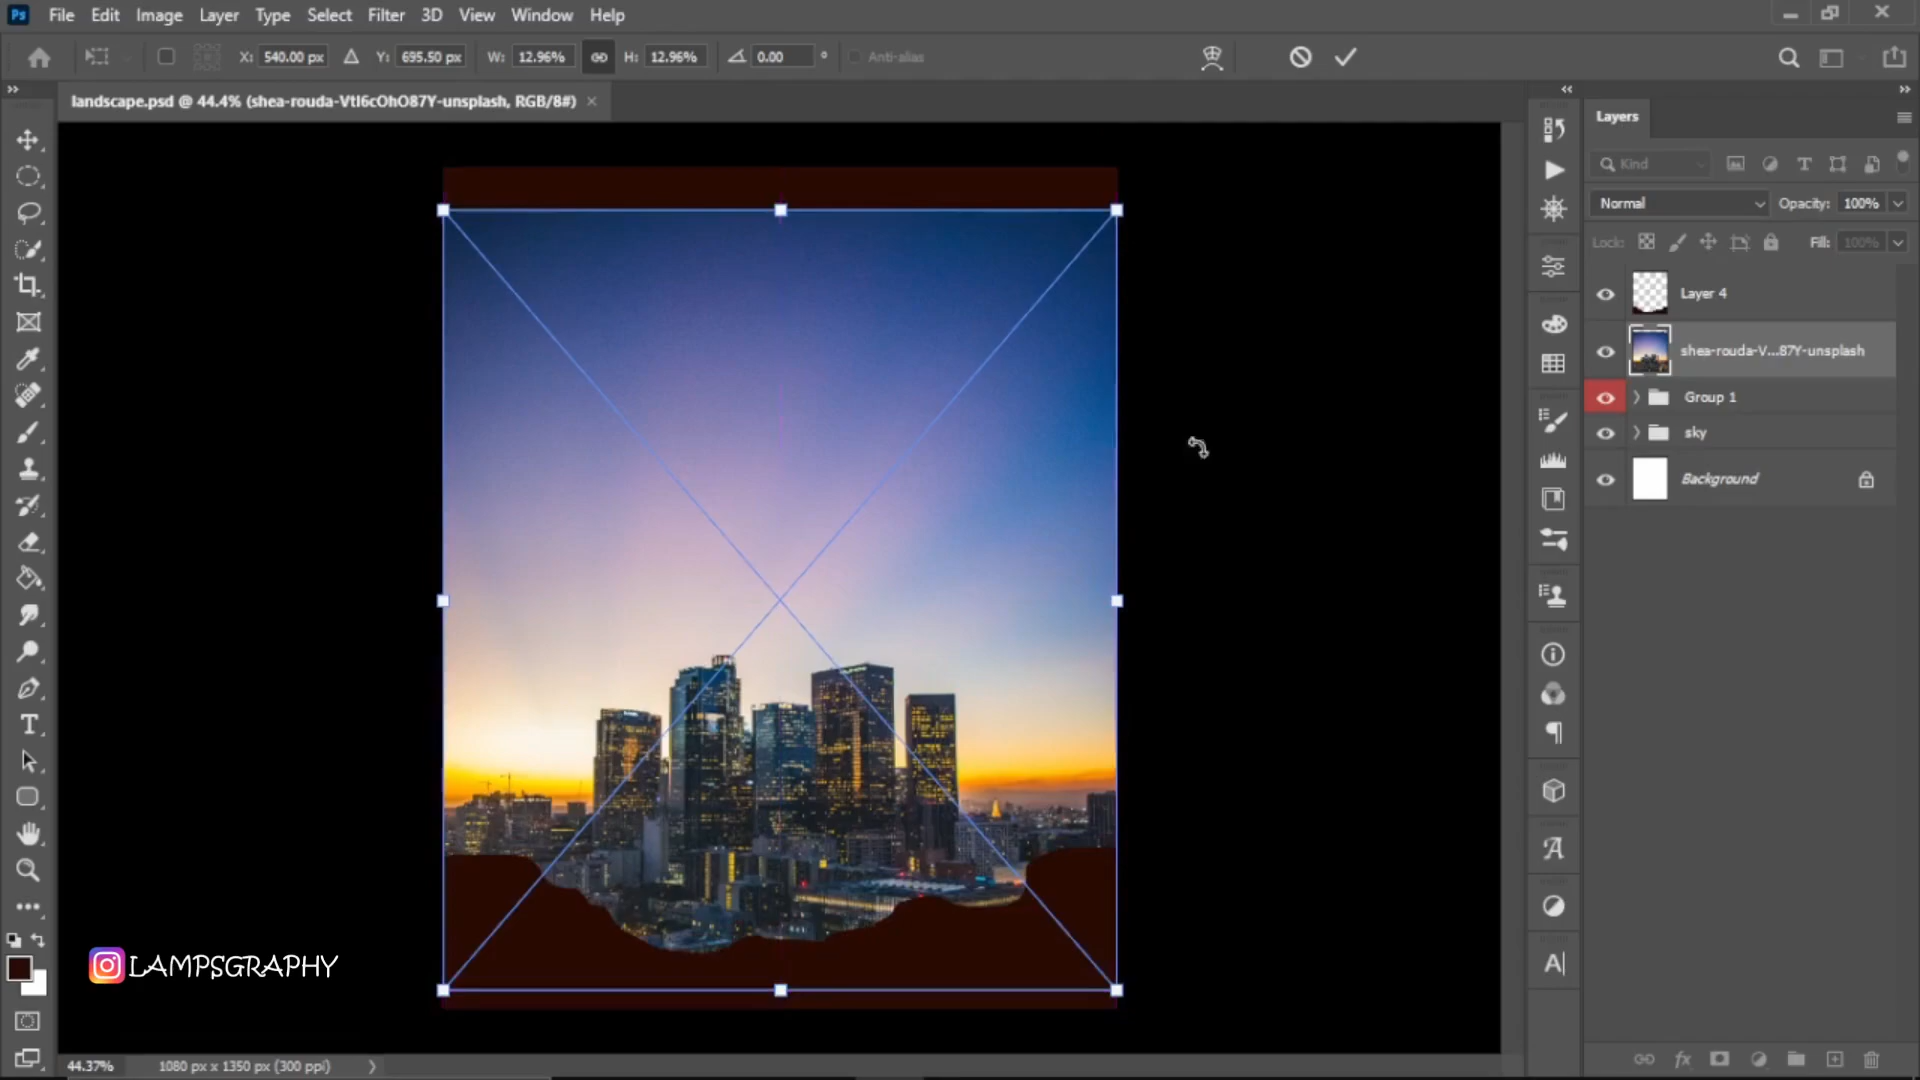 Ps File Edit Image Layer Type Select Filter 3D View Window Help
X: 540.00 px Y: 695.50 px W: 12.96% H: 12.96% 0.00 ° Anti-alias
landscape.psd @ 44.4% (shea-rouda-Vtl6cOhO87Y-unsplash, RGB/8#) ×
Layers
Kind
Normal Opacity: 100%
Lock: Fill: 100%
Layer 4
shea-rouda-V...87Y-unsplash
Group 1
sky
Background
LAMPSGRAPHY
44.37% 1080 px x 1350 px (300 ppi)